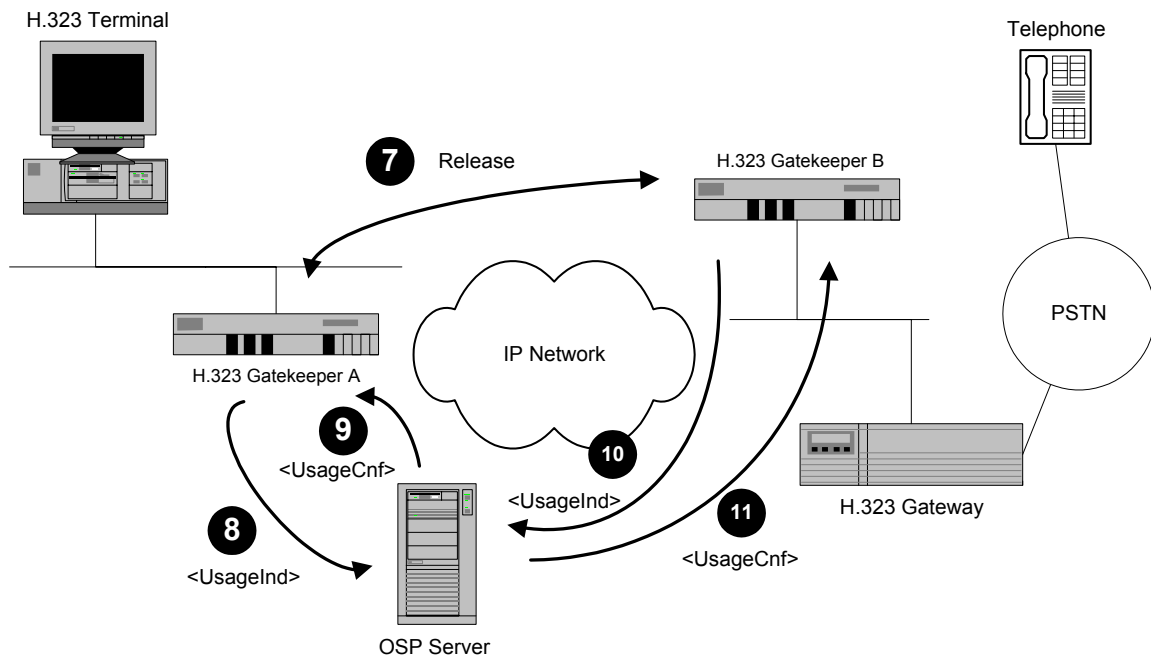 H.323 Terminal
Telephone
7
Release
H.323 Gatekeeper B
PSTN
IP Network
H.323 Gatekeeper A
9
<UsageCnf>
10
<UsageInd>
H.323 Gateway
8
<UsageInd>
11
<UsageCnf>
OSP Server